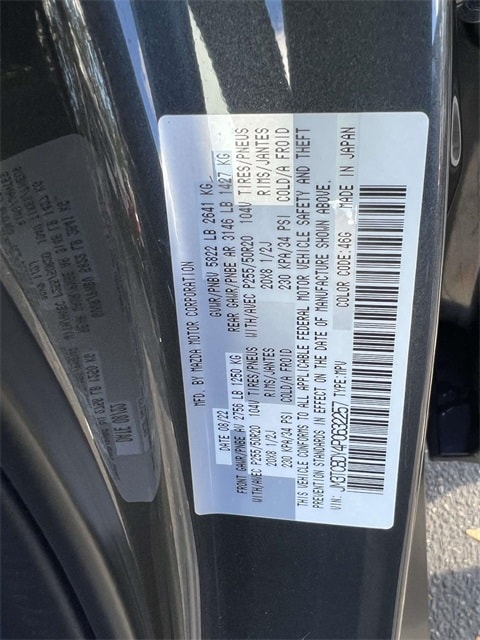 MFD. BY MAZDA MOTOR CORPORATION
DATE 08/22 GVWR/PNBV 5822 LB 2641 KG
FRONT GAWR/PNBE AV 2756 LB 1250 KG REAR GAWR/PNBE AR 3146 LB 1427 KG
WITH/AVEC P255/50R20 104V TIRES/PNEUS WITH/AVEC P255/50R20 104V TIRES/PNEUS
20X8 1/2J RIMS/JANTES 20X8 1/2J RIMS/JANTES
230 KPA/34 PSI COLD/A FROID 230 KPA/34 PSI COLD/A FROID
THIS VEHICLE CONFORMS TO ALL APPLICABLE FEDERAL MOTOR VEHICLE SAFETY AND THEFT
PREVENTION STANDARDS IN EFFECT ON THE DATE OF MANUFACTURE SHOWN ABOVE.
VIN: JM3TCBDY4P0632257 TYPE:MPV COLOR CODE:46G MADE IN JAPAN